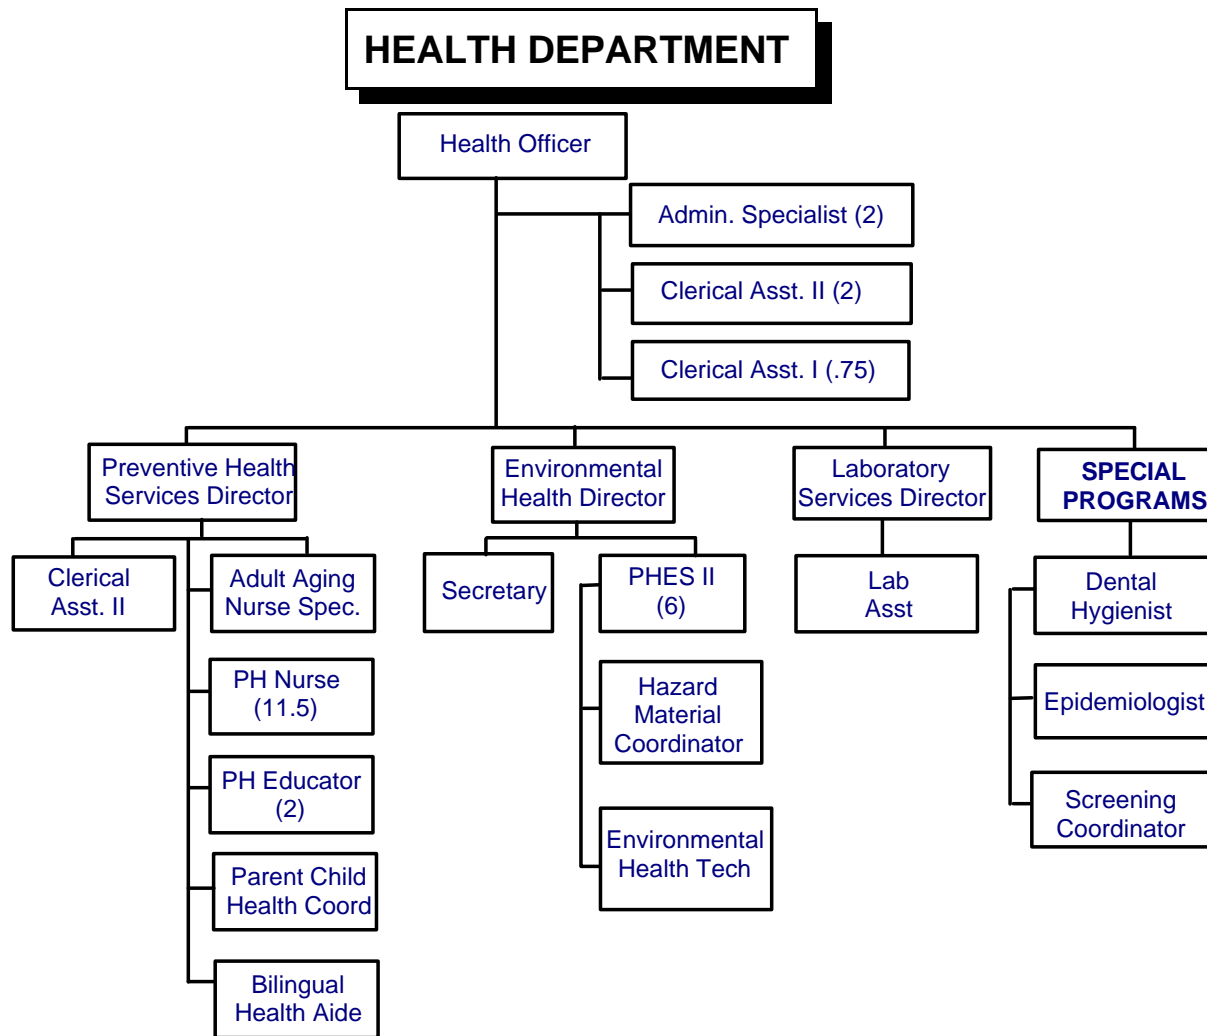 HEALTH DEPARTMENT
Health Officer
Admin. Specialist (2)
Clerical Asst. II (2)
Clerical Asst. I (.75)
Preventive Health
Services Director
Environmental
Health Director
Laboratory
Services Director
SPECIAL
PROGRAMS
Clerical
Asst. II
Adult Aging
Nurse Spec.
PH Nurse
(11.5)
PH Educator
(2)
Parent Child
Health Coord
Bilingual
Health Aide
Secretary
PHES II
(6)
Hazard
Material
Coordinator
Environmental
Health Tech
Lab
Asst
Dental
Hygienist
Epidemiologist
Screening
Coordinator